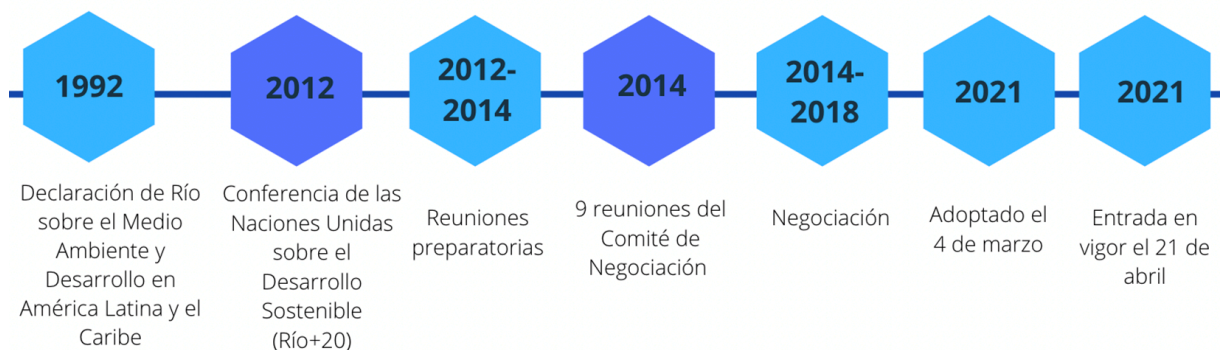 1992
Declaración de Río
sobre el Medio
Ambiente y
Desarrollo en
América Latina y el
Caribe
2012
Conferencia de las
Naciones Unidas
sobre el
Desarrollo
Sostenible
(Río+20)
2012-
2014
Reuniones
preparatorias
2014
9 reuniones del
Comité de
Negociación
2014-
2018
Negociación
2021
Adoptado el
4 de marzo
2021
Entrada en
vigor el 21 de
abril